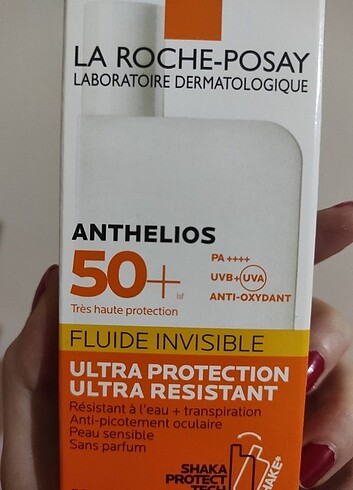 LA ROCHE-POSAY
LABORATOIRE DERMATOLOGIQUE
ANTHELIOS
50+
Très haute protection
PA ++++
UVB+UVA
ANTI-OXYDANT
FLUIDE INVISIBLE
ULTRA PROTECTION
ULTRA RESISTANT
Résistant à l'eau + transpiration
Anti-picotement oculaire
Peau sensible
Sans parfum
SHAKA
PROTECT
TECH
SHAKE